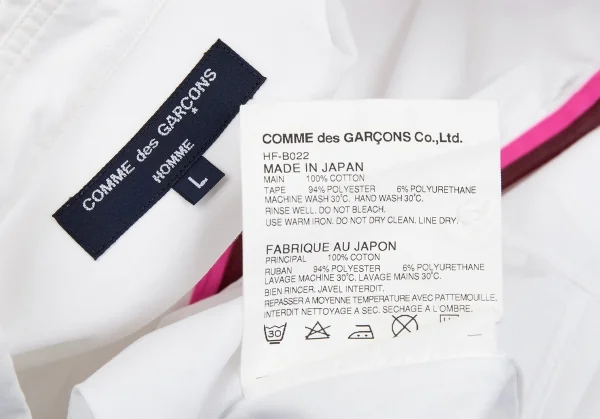 COMME des GARÇONS
HOMME
L
COMME des GARÇONS Co.,Ltd.
HF-B022
MADE IN JAPAN
MAIN 100% COTTON
TAPE 94% POLYESTER 6% POLYURETHANE
MACHINE WASH 30°C. HAND WASH 30°C.
RINSE WELL. DO NOT BLEACH.
USE WARM IRON. DO NOT DRY CLEAN. LINE DRY.
FABRIQUE AU JAPON
PRINCIPAL 100% COTTON
RUBAN 94% POLYESTER 6% POLYURETHANE
LAVAGE MACHINE 30°C. LAVAGE MAINS 30°C.
BIEN RINCER. JAVEL INTERDIT.
REPASSER A MOYENNE TEMPERATURE AVEC PATTEMOUILLE.
INTERDIT NETTOYAGE A SEC. SECHAGE A L'OMBRE
30